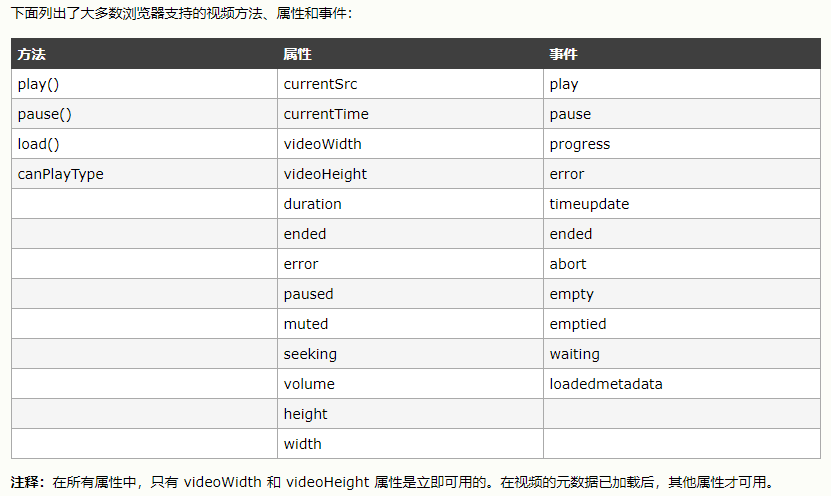 下面列出了大多数浏览器支持的视频方法、属性和事件：
方法 属性 事件
play() currentSrc play
pause() currentTime pause
load() videoWidth progress
canPlayType videoHeight error
duration timeupdate
ended ended
error abort
paused empty
muted emptied
seeking waiting
volume loadedmetadata
height
width
注释：在所有属性中，只有 videoWidth 和 videoHeight 属性是立即可用的。在视频的元数据已加载后，其他属性才可用。